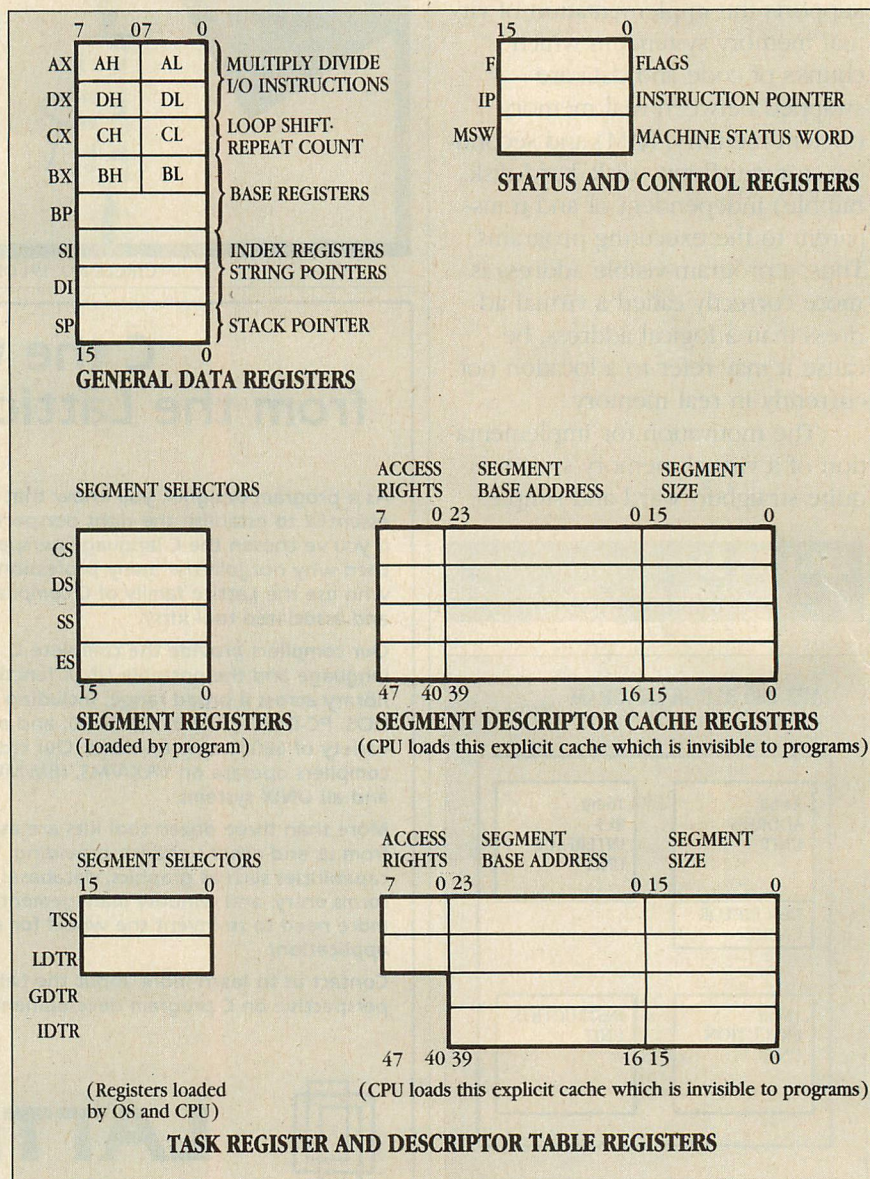 7 07 0
AX AH AL MULTIPLY DIVIDE
DX DH DL I/O INSTRUCTIONS
CX CH CL LOOP SHIFT·
REPEAT COUNT
BX BH BL
BASE REGISTERS
BP
SI INDEX REGISTERS
DI STRING POINTERS
SP STACK POINTER
15 0
GENERAL DATA REGISTERS
15 0
F FLAGS
IP INSTRUCTION POINTER
MSW MACHINE STATUS WORD
STATUS AND CONTROL REGISTERS
SEGMENT SELECTORS
CS
DS
SS
ES
15 0
SEGMENT REGISTERS
(Loaded by program)
ACCESS SEGMENT SEGMENT
RIGHTS BASE ADDRESS SIZE
7 0 23 0 15 0
47 40 39 16 15 0
SEGMENT DESCRIPTOR CACHE REGISTERS
(CPU loads this explicit cache which is invisible to programs)
SEGMENT SELECTORS
15 0
TSS
LDTR
GDTR
IDTR
(Registers loaded
by OS and CPU)
ACCESS SEGMENT SEGMENT
RIGHTS BASE ADDRESS SIZE
7 0 23 0 15 0
47 40 39 16 15 0
(CPU loads this explicit cache which is invisible to programs)
TASK REGISTER AND DESCRIPTOR TABLE REGISTERS